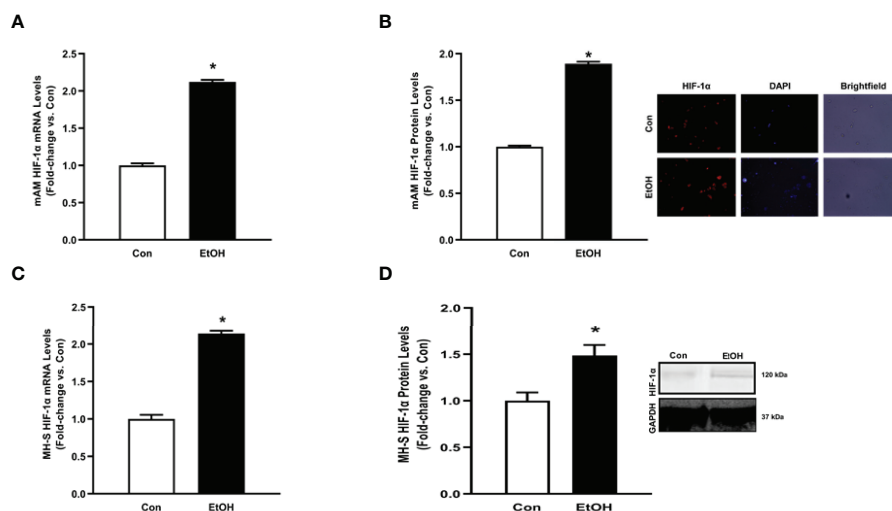 A
mAM HIF-1α mRNA Levels
(Fold-change vs. Con)
2.5
2.0
1.5
1.0
0.5
0.0
*
Con
EtOH
B
mAM HIF-1α Protein Levels
(Fold-change vs. Con)
2.0
1.5
1.0
0.5
0.0
*
Con
EtOH
HIF-1α
DAPI
Brightfield
Con
EtOH
C
MH-S HIF-1α mRNA Levels
(Fold-change vs. Con)
2.5
2.0
1.5
1.0
0.5
0.0
*
Con
EtOH
D
MH-S HIF-1α Protein Levels
(Fold-change vs. Con)
2.0
1.5
1.0
0.5
0.0
*
Con
EtOH
Con
EtOH
HIF-1α
120 kDa
GAPDH
37 kDa